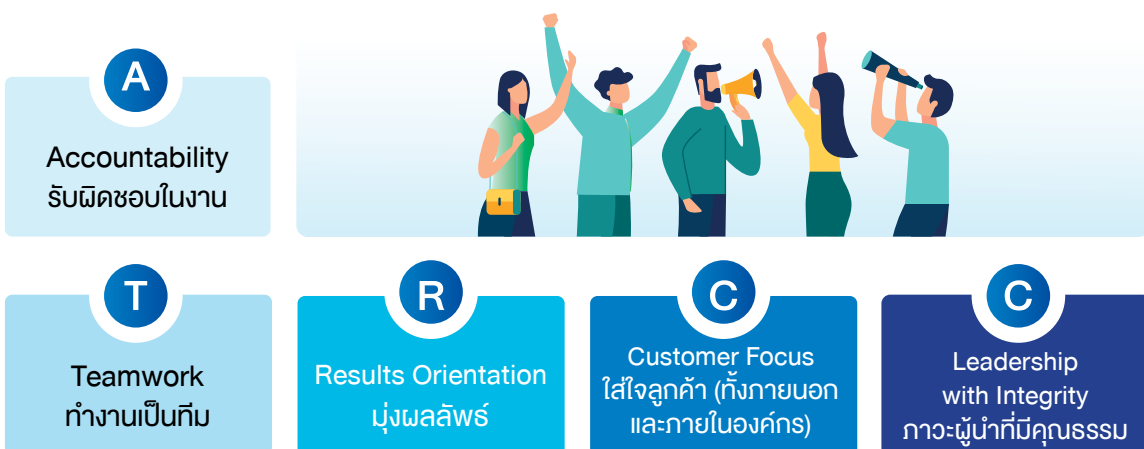 A
Accountability
รับผิดชอบในงาน
T
Teamwork
ทำงานเป็นทีม
R
Results Orientation
มุ่งผลลัพธ์
C
Customer Focus
ใส่ใจลูกค้า (ทั้งภายนอก
และภายในองค์กร)
C
Leadership
with Integrity
ภาวะผู้นำที่มีคุณธรรม